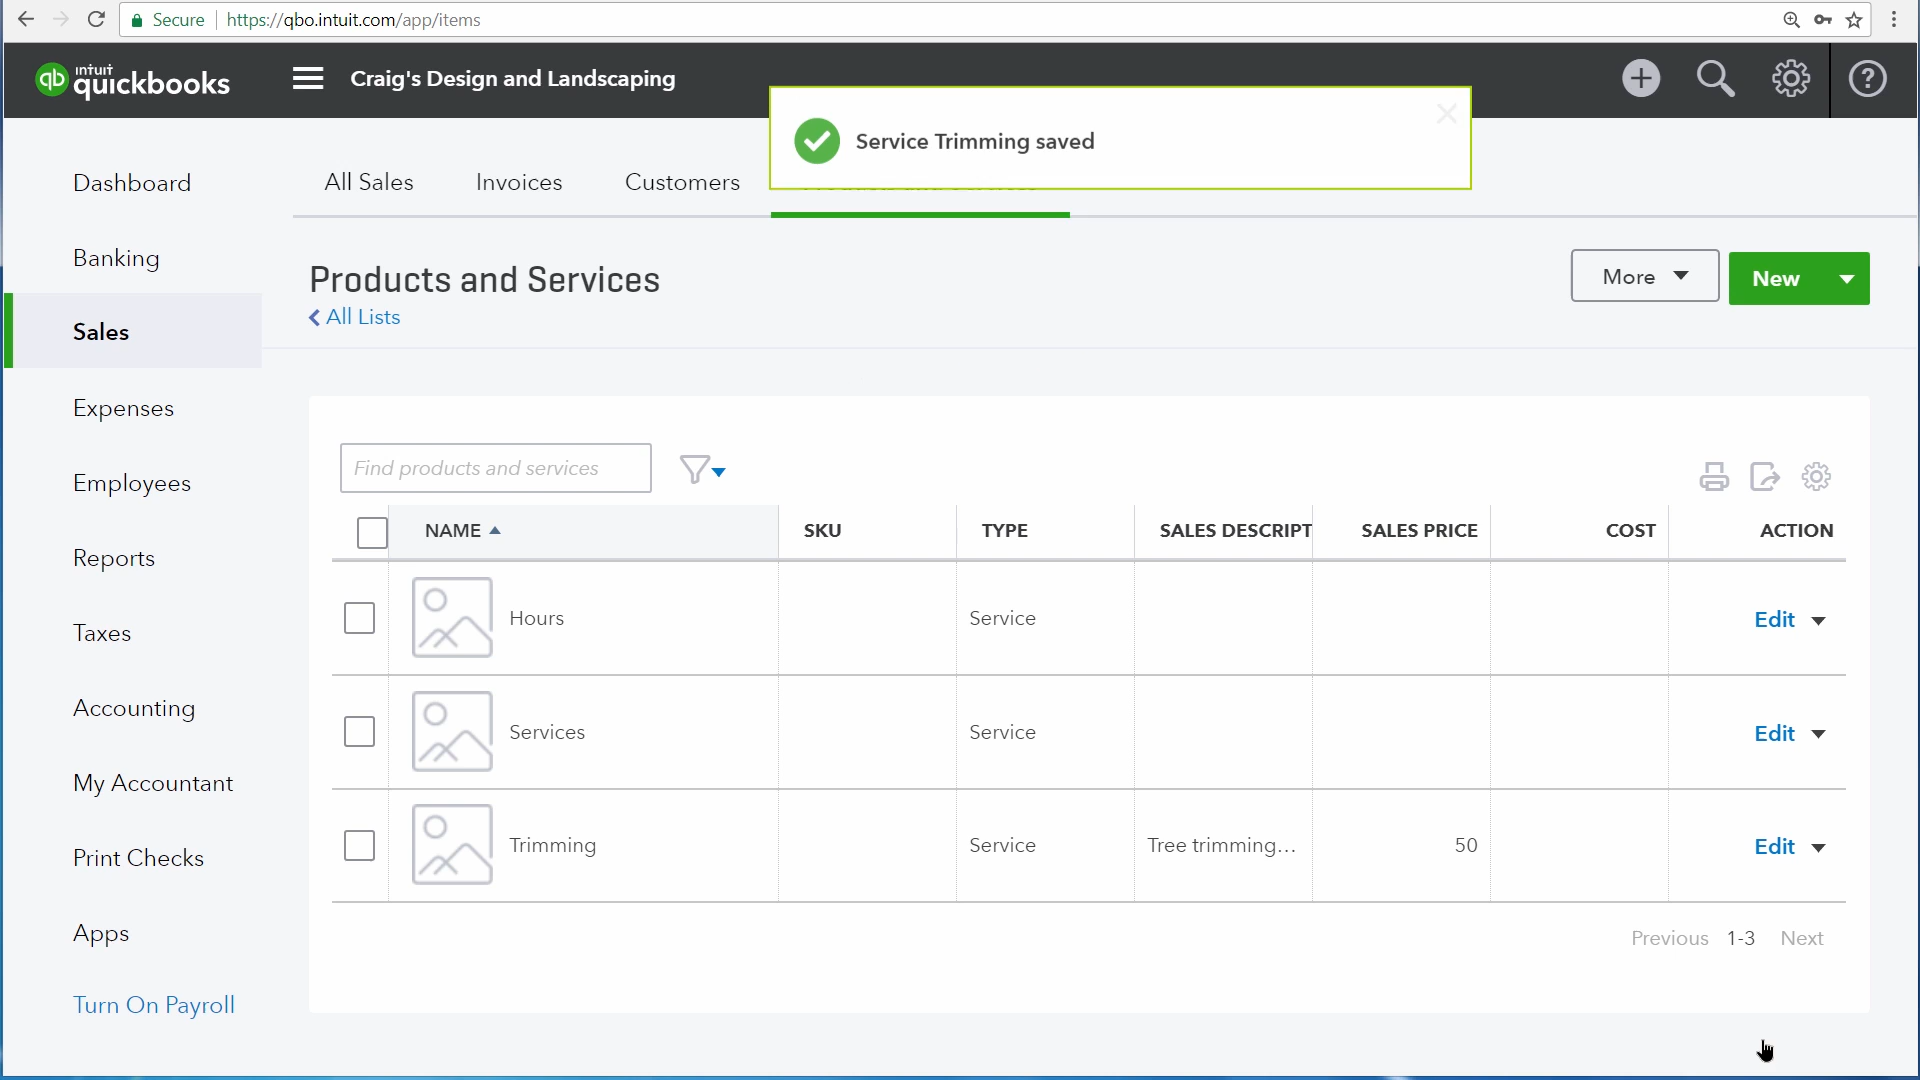 Secure https://qbo.intuit.com/app/items
intuit
quickbooks
Craig's Design and Landscaping
Service Trimming saved
Dashboard
Banking
Sales
Expenses
Employees
Reports
Taxes
Accounting
My Accountant
Print Checks
Apps
Turn On Payroll
All Sales Invoices Customers
Products and Services
All Lists
More
New
Find products and services
NAME SKU TYPE SALES DESCRIPT SALES PRICE COST ACTION
Hours Service Edit
Services Service Edit
Trimming Service Tree trimming... 50 Edit
Previous 1-3 Next